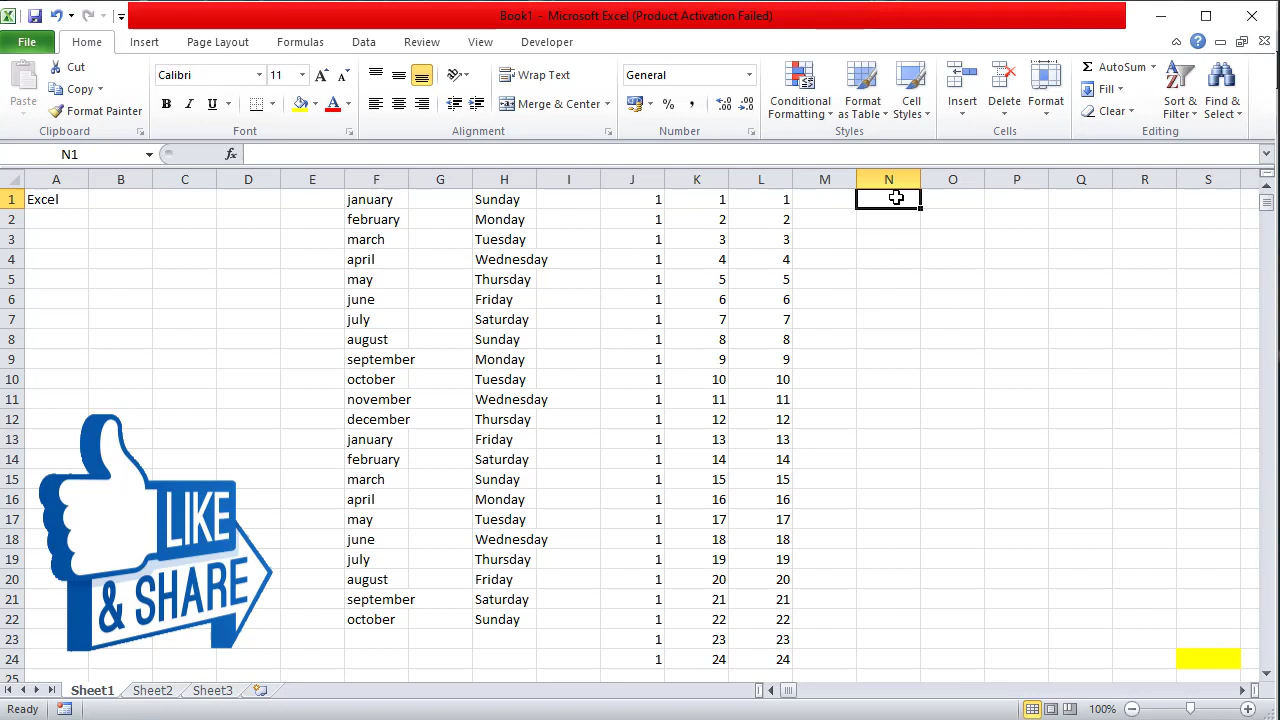 Book1 - Microsoft Excel (Product Activation Failed)
File Home Insert Page Layout Formulas Data Review View Developer
Paste
Cut
Copy
Format Painter
Clipboard
Calibri 11
B I U
Font
Wrap Text
Merge & Center
Alignment
General
%
Number
Conditional Formatting
Format as Table
Cell Styles
Styles
Insert Delete Format
Cells
AutoSum
Fill
Clear
Sort & Filter
Find & Select
Editing
N1 fx
A B C D E F G H I J K L M N O P Q R S
1 Excel january Sunday 1 1 1
2 february Monday 1 2 2
3 march Tuesday 1 3 3
4 april Wednesday 1 4 4
5 may Thursday 1 5 5
6 june Friday 1 6 6
7 july Saturday 1 7 7
8 august Sunday 1 8 8
9 september Monday 1 9 9
10 october Tuesday 1 10 10
11 november Wednesday 1 11 11
12 december Thursday 1 12 12
13 january Friday 1 13 13
14 february Saturday 1 14 14
15 march Sunday 1 15 15
16 april Monday 1 16 16
17 may Tuesday 1 17 17
18 june Wednesday 1 18 18
19 july Thursday 1 19 19
20 august Friday 1 20 20
21 september Saturday 1 21 21
22 october Sunday 1 22 22
23 1 23 23
24 1 24 24
25
LIKE
& SHARE
Sheet1 Sheet2 Sheet3
Ready 100%